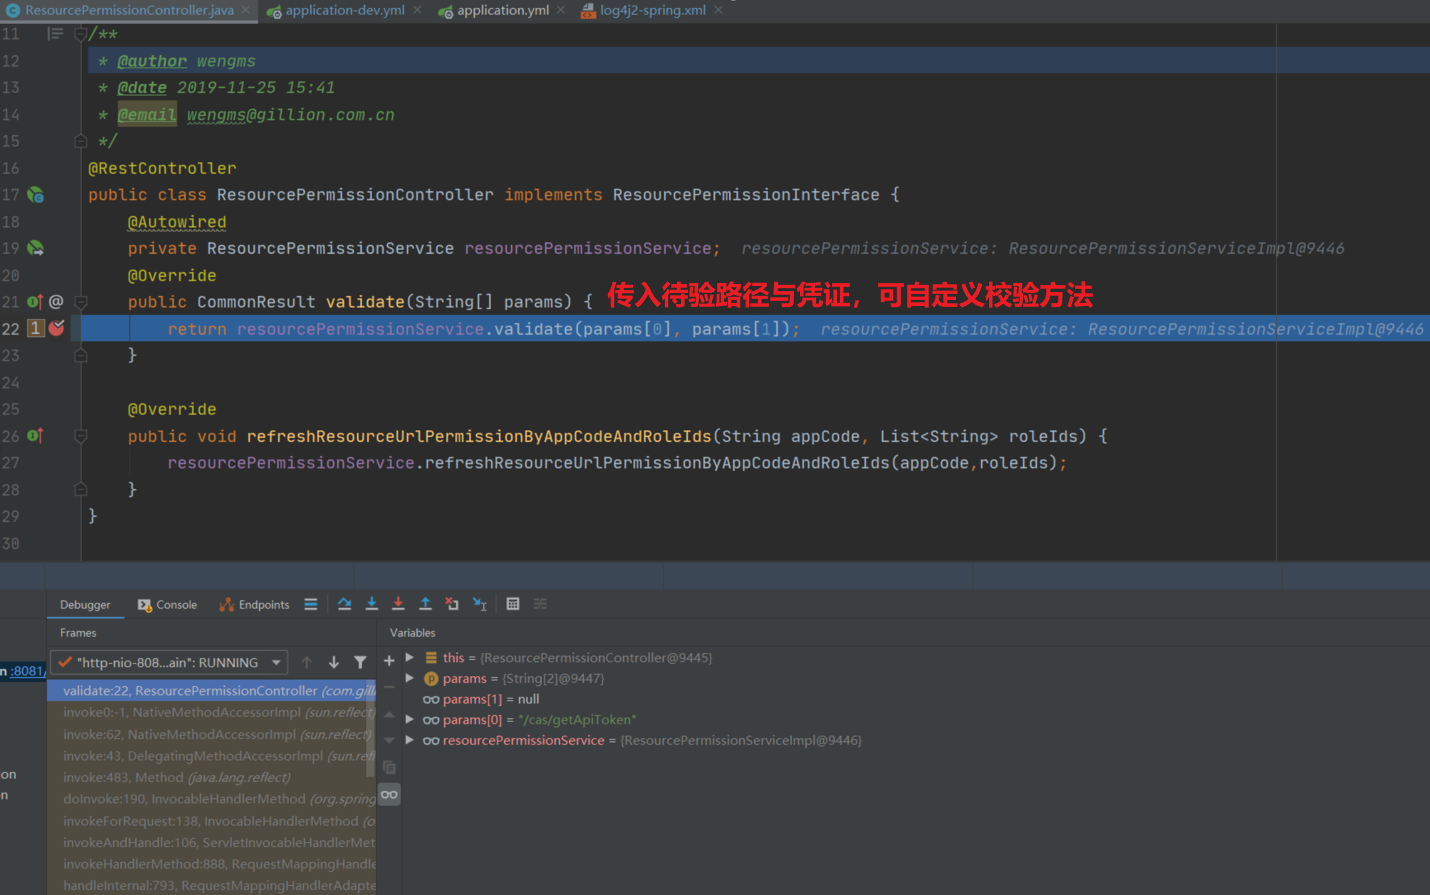 ResourcePermissionController.java application-dev.yml application.yml log4j2-spring.xml
11 /**
12 * @author wengms
13 * @date 2019-11-25 15:41
14 * @email wengms@gillion.com.cn
15 */
16 @RestController
17 public class ResourcePermissionController implements ResourcePermissionInterface {
18 @Autowired
19 private ResourcePermissionService resourcePermissionService; resourcePermissionService: ResourcePermissionServiceImpl@9446
20 @Override
21 public CommonResult validate(String[] params) { 传入待验路径与凭证，可自定义校验方法
22 1 return resourcePermissionService.validate(params[0], params[1]); resourcePermissionService: ResourcePermissionServiceImpl@9446
23 }
24
25 @Override
26 public void refreshResourceUrlPermissionByAppCodeAndRoleIds(String appCode, List<String> roleIds) {
27 resourcePermissionService.refreshResourceUrlPermissionByAppCodeAndRoleIds(appCode,roleIds);
28 }
29 }
30
Debugger Console Endpoints
Frames
Variables
n :8081/
on
n
"http-nio-808...ain": RUNNING
validate:22, ResourcePermissionController (com.gilli
invoke0:-1, NativeMethodAccessorImpl (sun.reflect)
invoke:62, NativeMethodAccessorImpl (sun.reflect)
invoke:43, DelegatingMethodAccessorImpl (sun.refl
invoke:483, Method (java.lang.reflect)
doInvoke:190, InvocableHandlerMethod (org.spring
invokeForRequest:138, InvocableHandlerMethod (o
invokeAndHandle:106, ServletInvocableHandlerMet
invokeHandlerMethod:888, RequestMappingHandle
handleInternal:793, RequestMappingHandlerAdapte
this = {ResourcePermissionController@9445}
params = {String[2]@9447}
params[1] = null
params[0] = "/cas/getApiToken"
resourcePermissionService = {ResourcePermissionServiceImpl@9446}